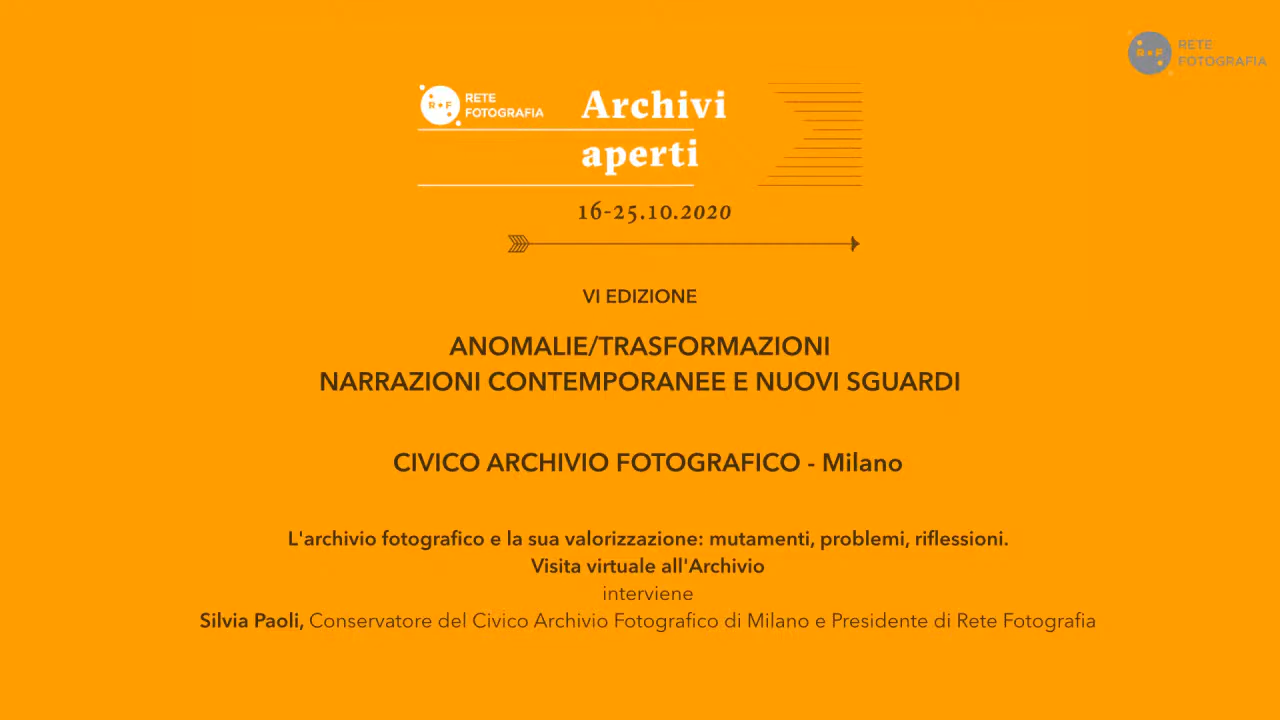 RETE
FOTOGRAFIA
R•F
R•F
RETE
FOTOGRAFIA
Archivi
aperti
16-25.10.2020
VI EDIZIONE
ANOMALIE/TRASFORMAZIONI
NARRAZIONI CONTEMPORANEE E NUOVI SGUARDI
CIVICO ARCHIVIO FOTOGRAFICO - Milano
L'archivio fotografico e la sua valorizzazione: mutamenti, problemi, riflessioni.
Visita virtuale all'Archivio
interviene
Silvia Paoli, Conservatore del Civico Archivio Fotografico di Milano e Presidente di Rete Fotografia